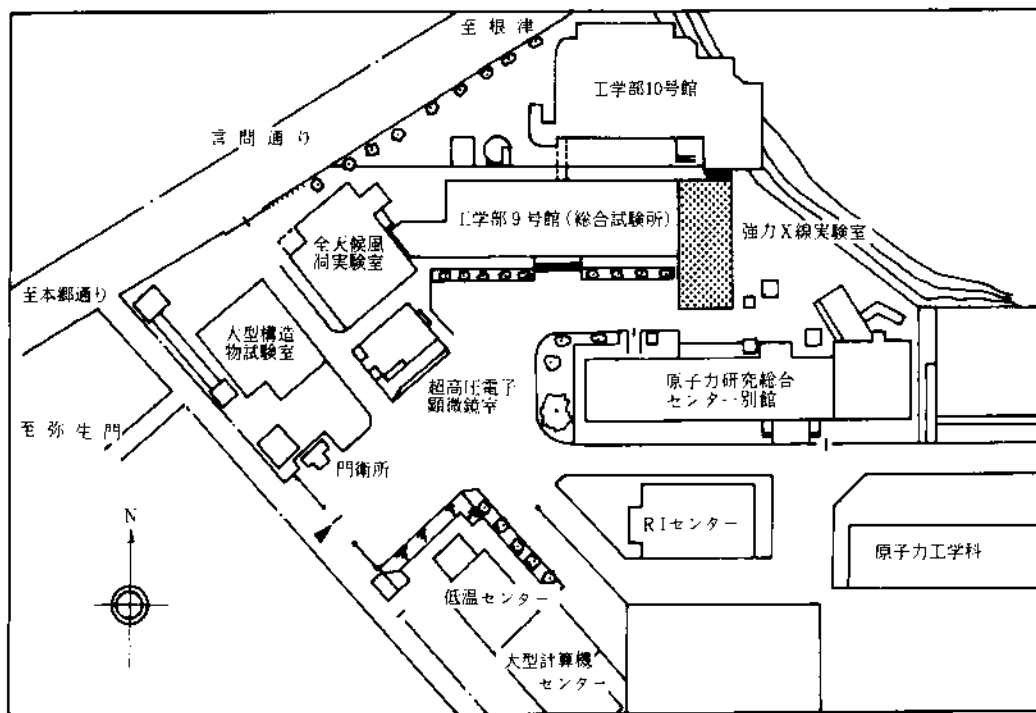 至根津
工学部10号館
言問通り
工学部9号館(総合試験所)
強力X線実験室
全天候風
洞実験室
至本郷通り
大型構造
物試験室
超高圧電子
顕微鏡室
原子力研究総合
センター別館
至弥生門
門衛所
N
RIセンター
原子力工学科
低温センター
大型計算機
センター